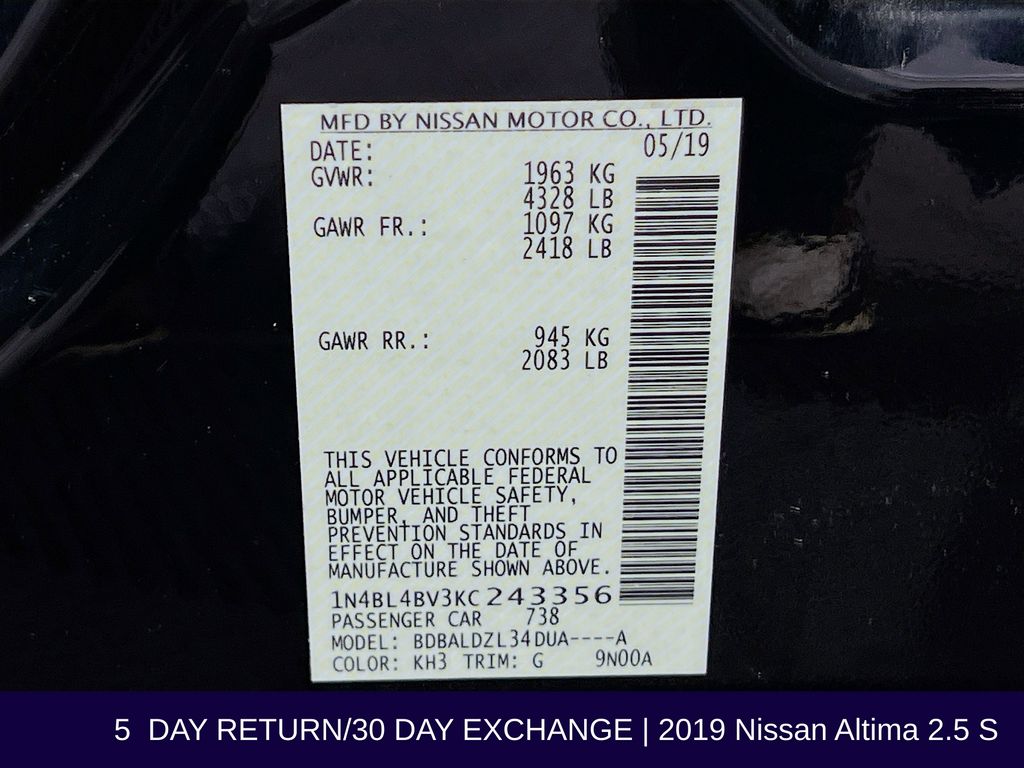 MFD BY NISSAN MOTOR CO., LTD.
DATE: 05/19
GVWR: 1963 KG
4328 LB
GAWR FR.: 1097 KG
2418 LB
GAWR RR.: 945 KG
2083 LB
THIS VEHICLE CONFORMS TO
ALL APPLICABLE FEDERAL
MOTOR VEHICLE SAFETY,
BUMPER, AND THEFT
PREVENTION STANDARDS IN
EFFECT ON THE DATE OF
MANUFACTURE SHOWN ABOVE.
1N4BL4BV3KC243356
PASSENGER CAR 738
MODEL: BDBALDZL34DUA----A
COLOR: KH3 TRIM: G 9N00A
5 DAY RETURN/30 DAY EXCHANGE | 2019 Nissan Altima 2.5 S